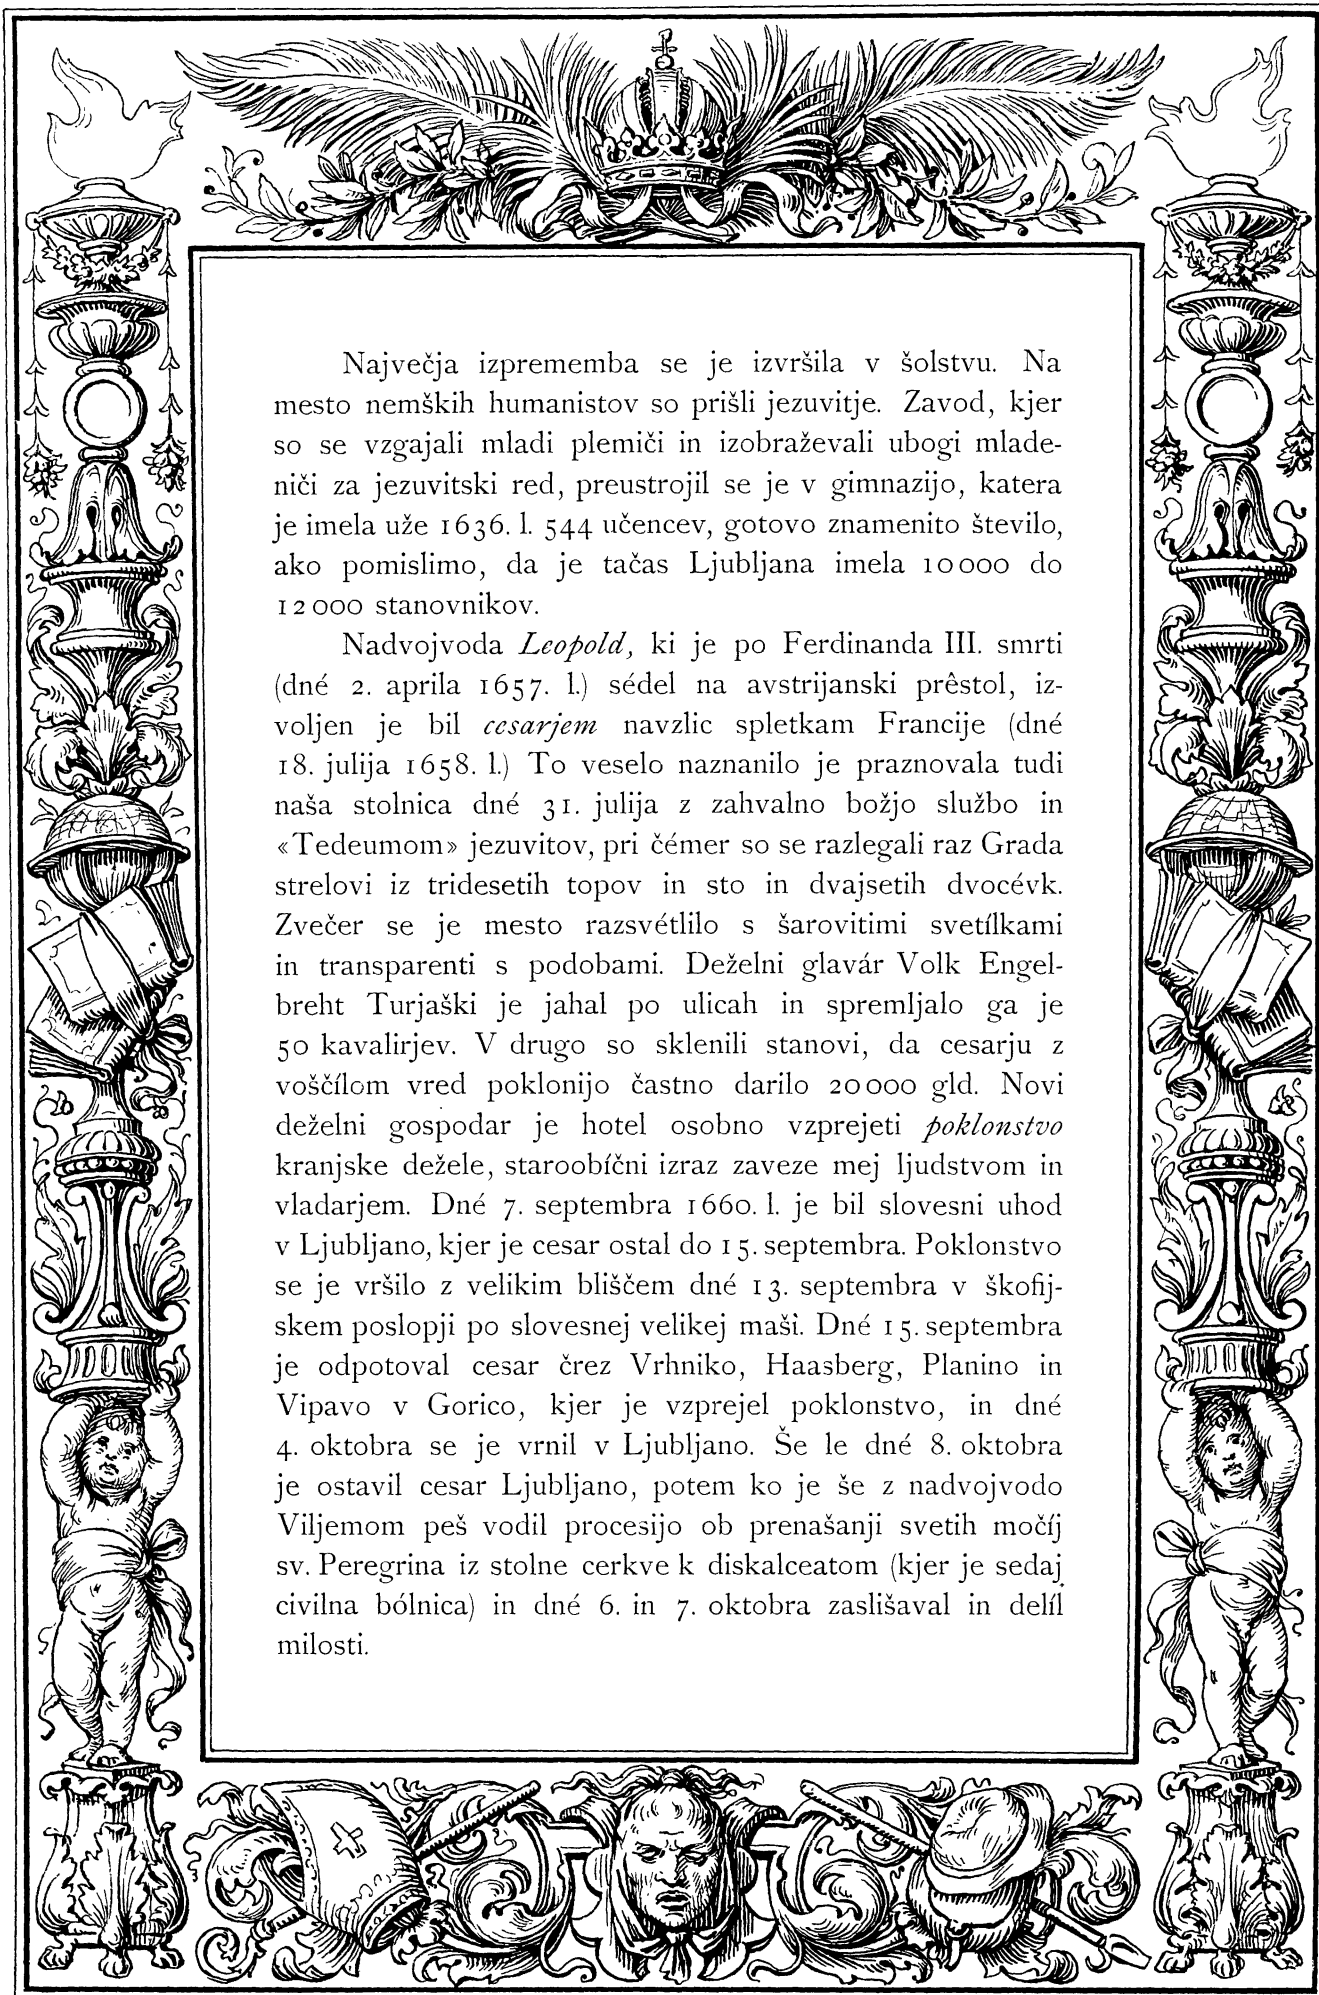 Največja izprememba se je izvršila v šolstvu. Na
mesto nemških humanistov so prišli jezuvitje. Zavod, kjer
so se vzgajali mladi plemiči in izobraževali ubogi mlade-
niči za jezuvitski red, preustrojil se je v gimnazijo, katera
je imela uže 1636. l. 544 učencev, gotovo znamenito število,
ako pomislimo, da je tačas Ljubljana imela 10000 do
12000 stanovnikov.
Nadvojvoda Leopold, ki je po Ferdinanda III. smrti
(dné 2. aprila 1657. l.) sédel na avstrijanski prêstol, iz-
voljen je bil cesarjem navzlic spletkam Francije (dné
18. julija 1658. l.) To veselo naznanilo je praznovala tudi
naša stolnica dné 31. julija z zahvalno božjo službo in
«Tedeumom» jezuvitov, pri čémer so se razlegali raz Grada
strelovi iz tridesetih topov in sto in dvajsetih dvocévk.
Zvečer se je mesto razsvétlilo s šarovitimi svetílkami
in transparenti s podobami. Deželni glavár Volk Engel-
breht Turjaški je jahal po ulicah in spremljalo ga je
50 kavalirjev. V drugo so sklenili stanovi, da cesarju z
voščílom vred poklonijo častno darilo 20000 gld. Novi
deželni gospodar je hotel osobno vzprejeti poklonstvo
kranjske dežele, staroobíčni izraz zaveze mej ljudstvom in
vladarjem. Dné 7. septembra 1660. l. je bil slovesni uhod
v Ljubljano, kjer je cesar ostal do 15. septembra. Poklonstvo
se je vršilo z velikim bliščem dné 13. septembra v škofij-
skem poslopji po slovesnej velikej maši. Dné 15. septembra
je odpotoval cesar črez Vrhniko, Haasberg, Planino in
Vipavo v Gorico, kjer je vzprejel poklonstvo, in dné
4. oktobra se je vrnil v Ljubljano. Še le dné 8. oktobra
je ostavil cesar Ljubljano, potem ko je še z nadvojvodo
Viljemom peš vodil procesijo ob prenašanji svetih močíj
sv. Peregrina iz stolne cerkve k diskalceatom (kjer je sedaj
civilna bólnica) in dné 6. in 7. oktobra zaslišaval in delíl
milosti.